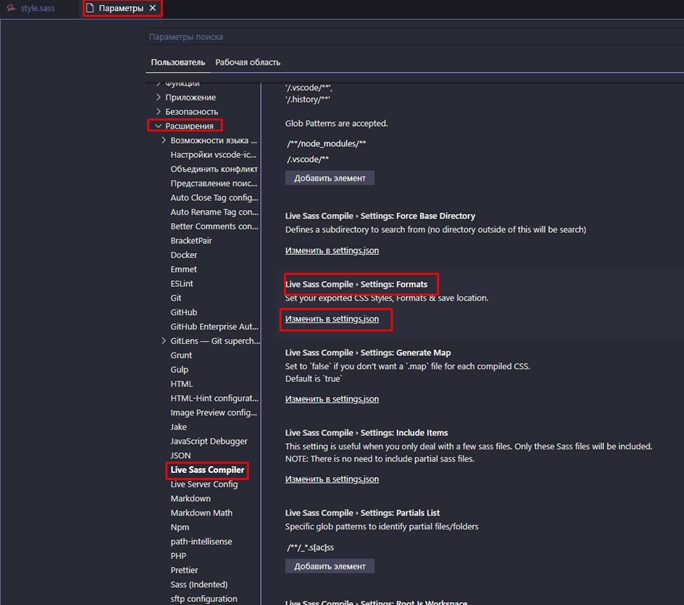 style.sass
Параметры
Параметры поиска
Пользователь
Рабочая область
Функции
Приложение
Безопасность
Расширения
Возможности языка ...
Настройки vscode-ic...
Объединить конфликт
Представление поис...
Auto Close Tag config...
Auto Rename Tag con...
Better Comments con...
BracketPair
Docker
Emmet
ESLint
Git
GitHub
GitHub Enterprise Aut...
GitLens — Git superch...
Grunt
Gulp
HTML
HTML-Hint configurat...
Image Preview config...
Jake
JavaScript Debugger
JSON
Live Sass Compiler
Live Server Config
Markdown
Markdown Math
Npm
path-intellisense
PHP
Prettier
Sass (Indented)
sftp configuration
'/.vscode/**',
'/.history/**'
Glob Patterns are accepted.
/**/node_modules/**
/.vscode/**
Добавить элемент
Live Sass Compile › Settings: Force Base Directory
Defines a subdirectory to search from (no directory outside of this will be search)
Изменить в settings.json
Live Sass Compile › Settings: Formats
Set your exported CSS Styles, Formats & save location.
Изменить в settings.json
Live Sass Compile › Settings: Generate Map
Set to `false` if you don't want a `.map` file for each compiled CSS.
Default is `true`
Изменить в settings.json
Live Sass Compile › Settings: Include Items
This setting is useful when you only deal with a few sass files. Only these Sass files will be included.
NOTE: There is no need to include partial sass files.
Изменить в settings.json
Live Sass Compile › Settings: Partials List
Specific glob patterns to identify partial files/folders
/**/_*.s[ac]ss
Добавить элемент
Live Sass Compile › Settings: Root Is Workspace